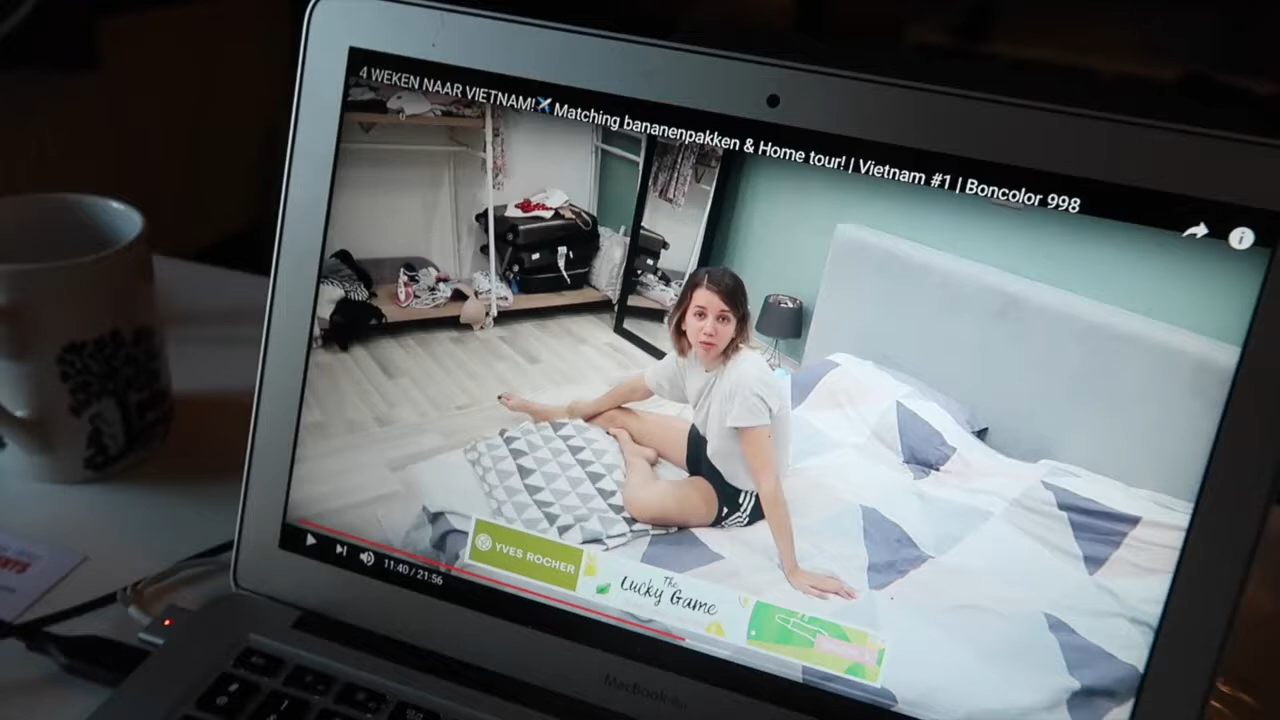 4 WEKEN NAAR VIETNAM!✈️ Matching bananenpakken & Home tour! | Vietnam #1 | Boncolor 998
11:40 / 21:56
YVES ROCHER
The
Lucky Game
MacBook Air